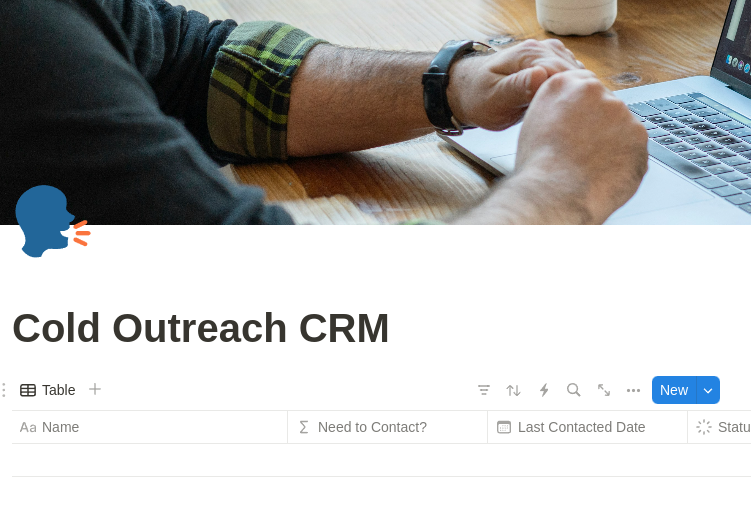 Cold Outreach CRM
Table
New
Aa Name
Need to Contact?
Last Contacted Date
Statu